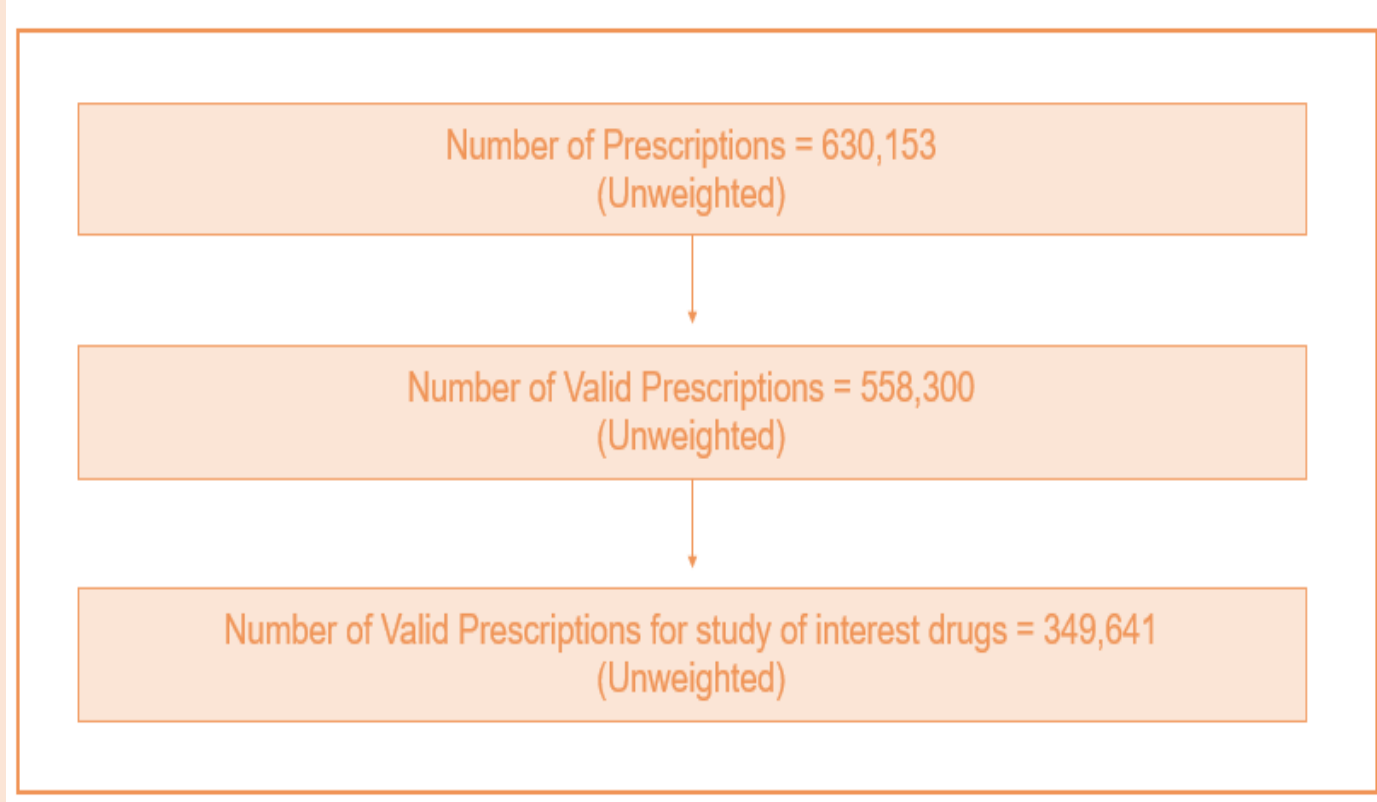 Number of Prescriptions = 630,153
(Unweighted)
Number of Valid Prescriptions = 558,300
(Unweighted)
Number of Valid Prescriptions for study of interest drugs = 349,641
(Unweighted)